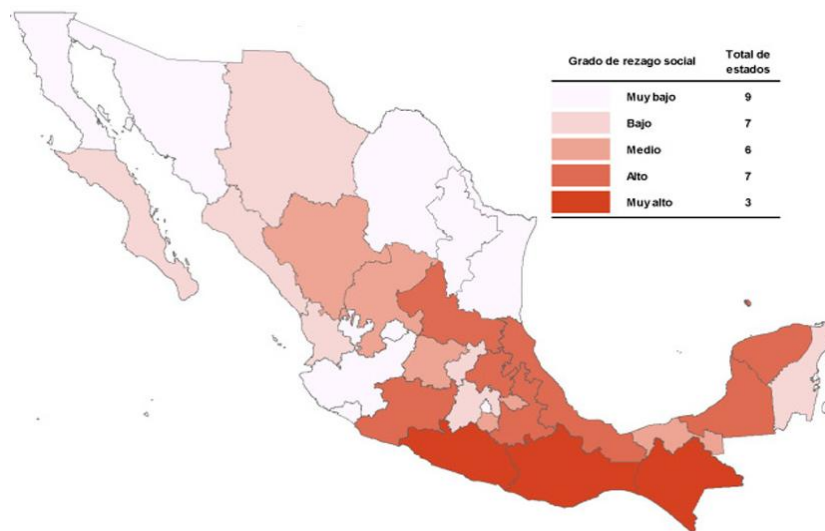 Grado de rezago social Total de estados
Muy bajo 9
Bajo 7
Medio 6
Alto 7
Muy alto 3